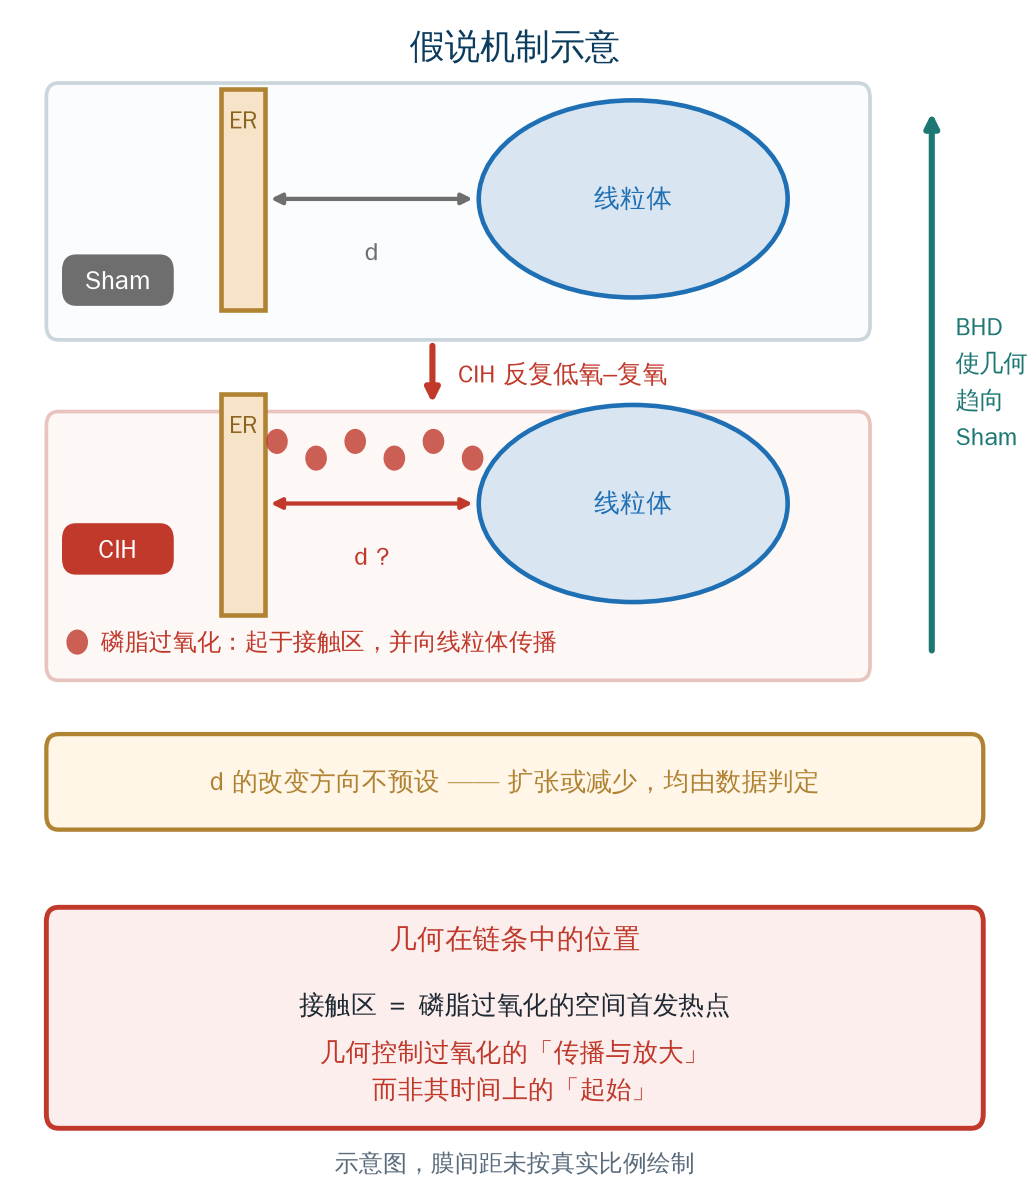 假说机制示意
ER
线粒体
d
Sham
CIH 反复低氧–复氧
BHD
使几何
趋向
Sham
ER
线粒体
CIH
d ?
磷脂过氧化：起于接触区，并向线粒体传播
d 的改变方向不预设 —— 扩张或减少，均由数据判定
几何在链条中的位置
接触区 = 磷脂过氧化的空间首发热点
几何控制过氧化的「传播与放大」
而非其时间上的「起始」
示意图，膜间距未按真实比例绘制